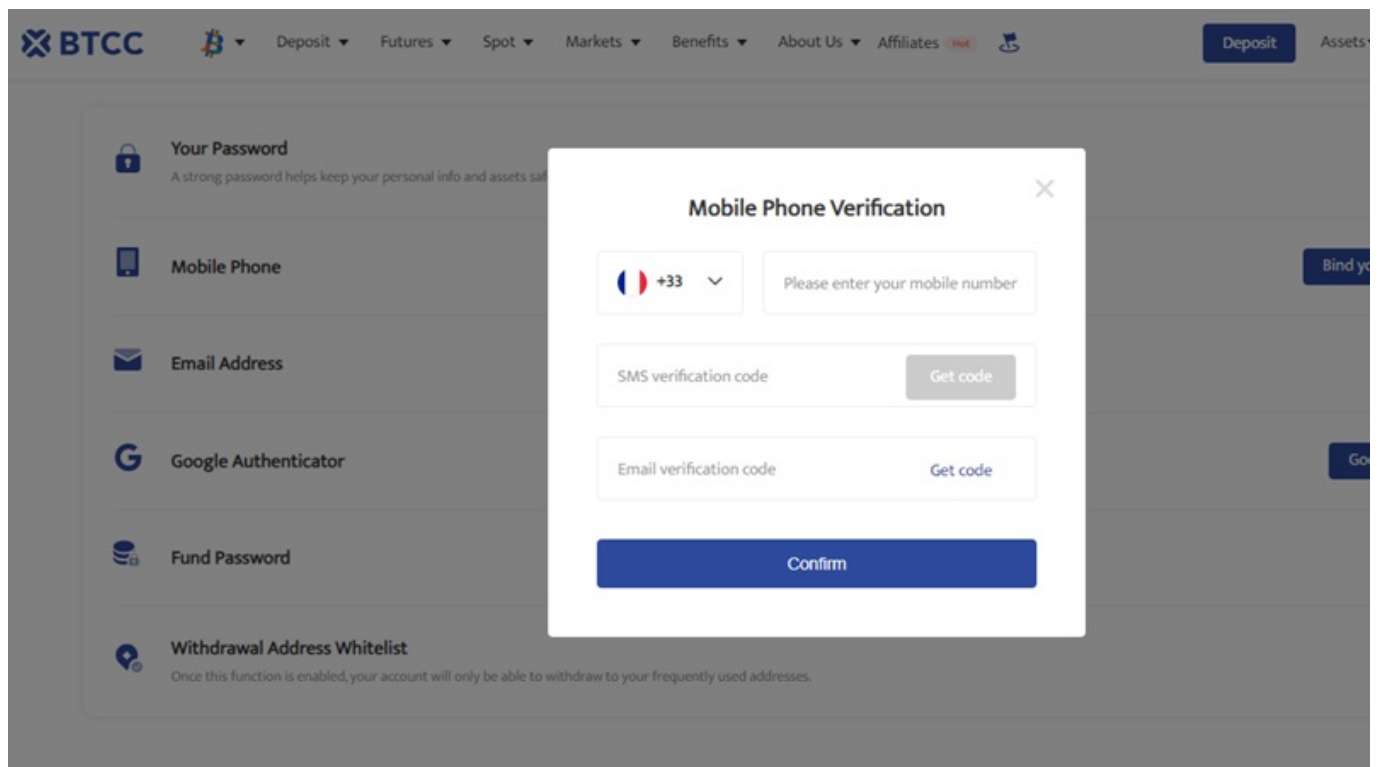 BTCC Deposit Futures Spot Markets Benefits About Us Affiliates Hot Deposit Assets
Your Password
A strong password helps keep your personal info and assets
Mobile Phone Verification
Mobile Phone
Bind
+33 Please enter your mobile number
Email Address
SMS verification code Get code
Google Authenticator
Email verification code Get code
Fund Password
Confirm
Withdrawal Address Whitelist
Once this function is enabled, your account will only be able to withdraw to your frequently used addresses.